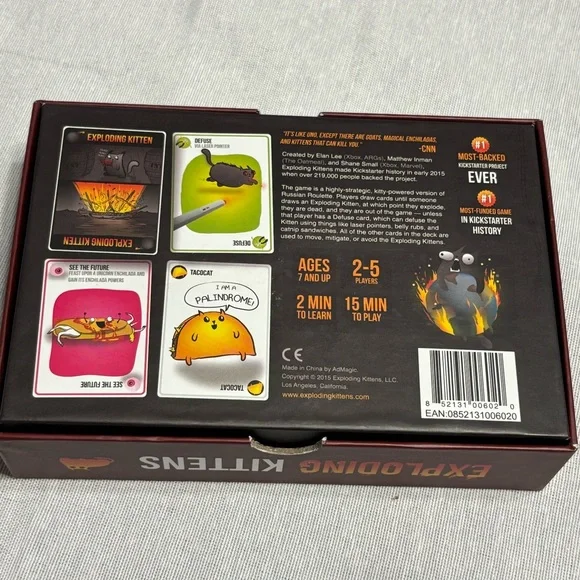 EXPLODING KITTEN
EXPLODING KITTEN
DEFUSE
VIA LASER POINTER
DEFUSE
SEE THE FUTURE
FEAST UPON A UNICORN ENCHILADA AND
GAIN ITS ENCHILADA POWERS
SEE THE FUTURE
TACOCAT
I AM A
PALINDROME!
TACOCAT
"IT'S LIKE UNO, EXCEPT THERE ARE GOATS, MAGICAL ENCHILADAS,
AND KITTENS THAT CAN KILL YOU."
-CNN
Created by Elan Lee (Xbox, ARGs), Matthew Inman
(The Oatmeal), and Shane Small (Xbox, Marvel),
Exploding Kittens made Kickstarter history in early 2015
when over 219,000 people backed the project.
The game is a highly-strategic, kitty-powered version of
Russian Roulette. Players draw cards until someone
draws an Exploding Kitten, at which point they explode,
they are dead, and they are out of the game — unless
that player has a Defuse card, which can defuse the
Kitten using things like laser pointers, belly rubs, and
catnip sandwiches. All of the other cards in the deck are
used to move, mitigate, or avoid the Exploding Kittens.
#1
MOST-BACKED
KICKSTARTER PROJECT
EVER
#1
MOST-FUNDED GAME
IN KICKSTARTER
HISTORY
AGES
7 AND UP
2-5
PLAYERS
2 MIN
TO LEARN
15 MIN
TO PLAY
CE
Made in China by AdMagic.
Copyright © 2015 Exploding Kittens, LLC.
Los Angeles, California.
www.explodingkittens.com
8 52131 00602 0
EAN:0852131006020
EXPLODING KITTENS